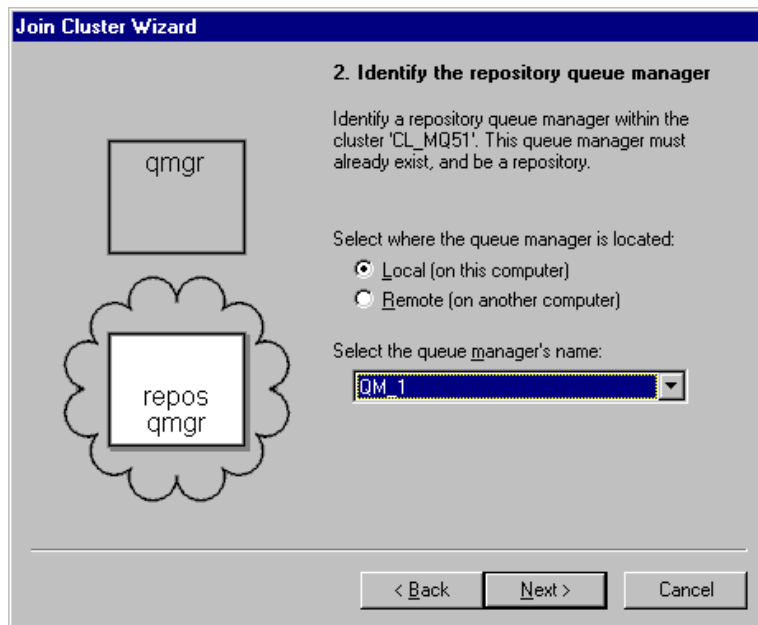 Join Cluster Wizard
2. Identify the repository queue manager
Identify a repository queue manager within the
cluster 'CL_MQ51'. This queue manager must
already exist, and be a repository.
Select where the queue manager is located:
Local (on this computer)
Remote (on another computer)
Select the queue manager's name:
QM_1
qmgr
repos
qmgr
< Back
Next >
Cancel